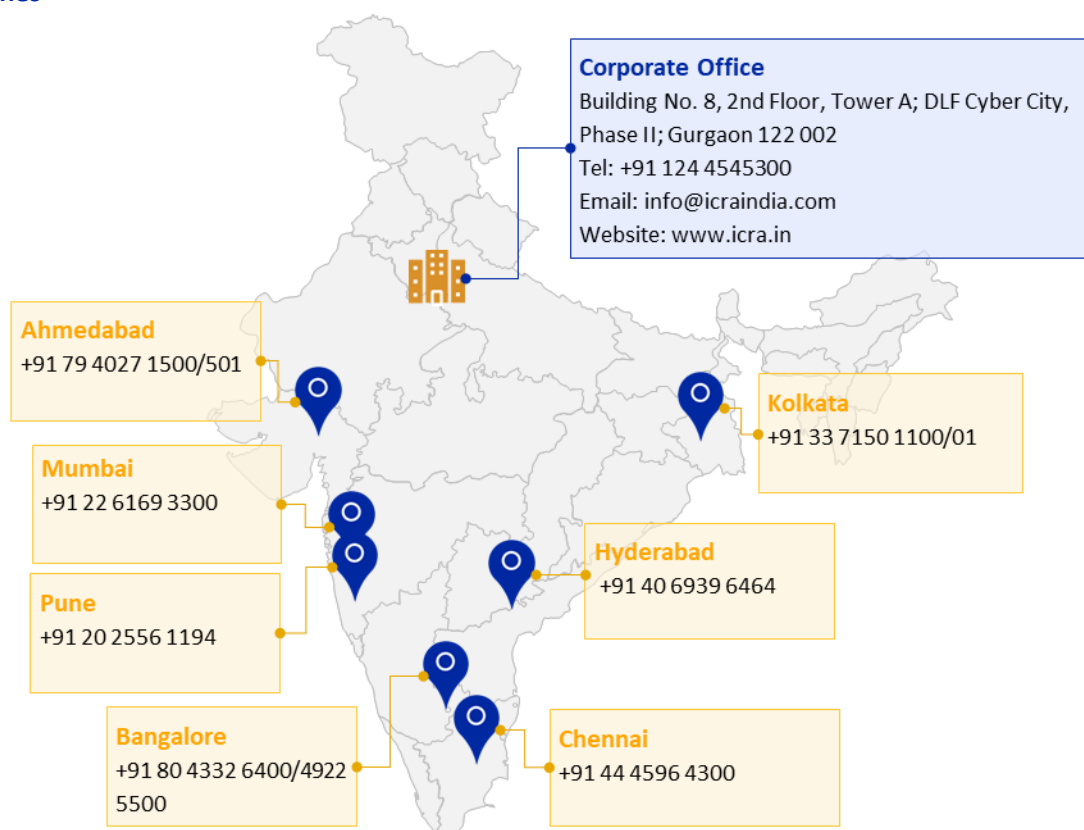 Corporate Office
Building No. 8, 2nd Floor, Tower A; DLF Cyber City,
Phase II; Gurgaon 122 002
Tel: +91 124 4545300
Email: info@icraindia.com
Website: www.icra.in
Ahmedabad
+91 79 4027 1500/501
Kolkata
+91 33 7150 1100/01
Mumbai
+91 22 6169 3300
Hyderabad
+91 40 6939 6464
Pune
+91 20 2556 1194
Bangalore
+91 80 4332 6400/4922
5500
Chennai
+91 44 4596 4300